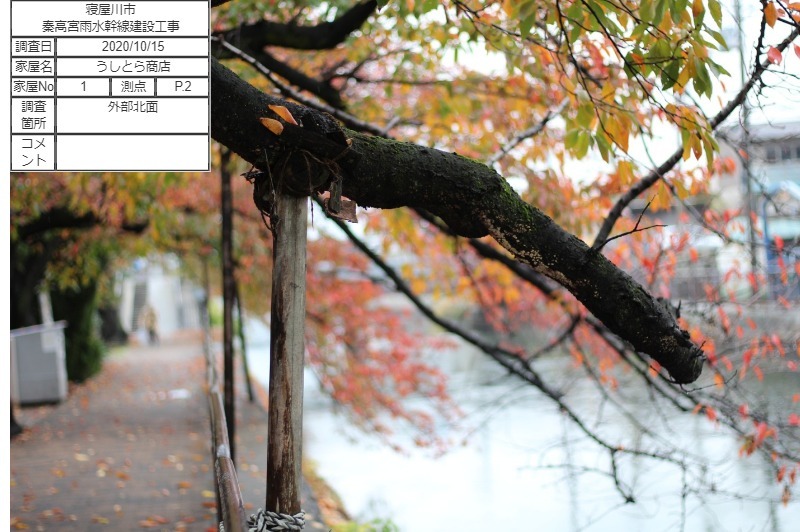 寝屋川市
秦高宮雨水幹線建設工事
調査日 2020/10/15
家屋名 うしとら商店
家屋No 1 測点 P.2
調査箇所 外部北面
コメント